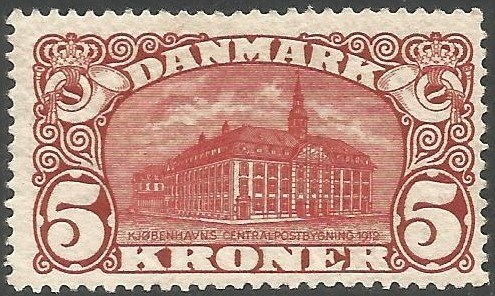 DANMARK
5 5
KJØBENHAVNS CENTRALPOSTBYGNING 1912
KRONER